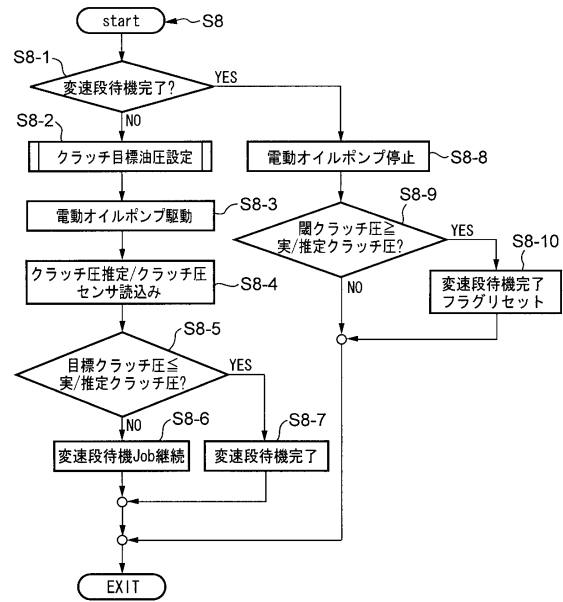 start
S8
S8-1
変速段待機完了?
YES
NO
S8-2
クラッチ目標油圧設定
電動オイルポンプ停止
S8-8
S8-3
電動オイルポンプ駆動
S8-9
閾クラッチ圧≧
実/推定クラッチ圧?
YES
NO
S8-10
変速段待機完了
フラグリセット
クラッチ圧推定/クラッチ圧
センサ読込み
S8-4
S8-5
目標クラッチ圧≦
実/推定クラッチ圧?
YES
NO
S8-6
変速段待機Job継続
S8-7
変速段待機完了
EXIT